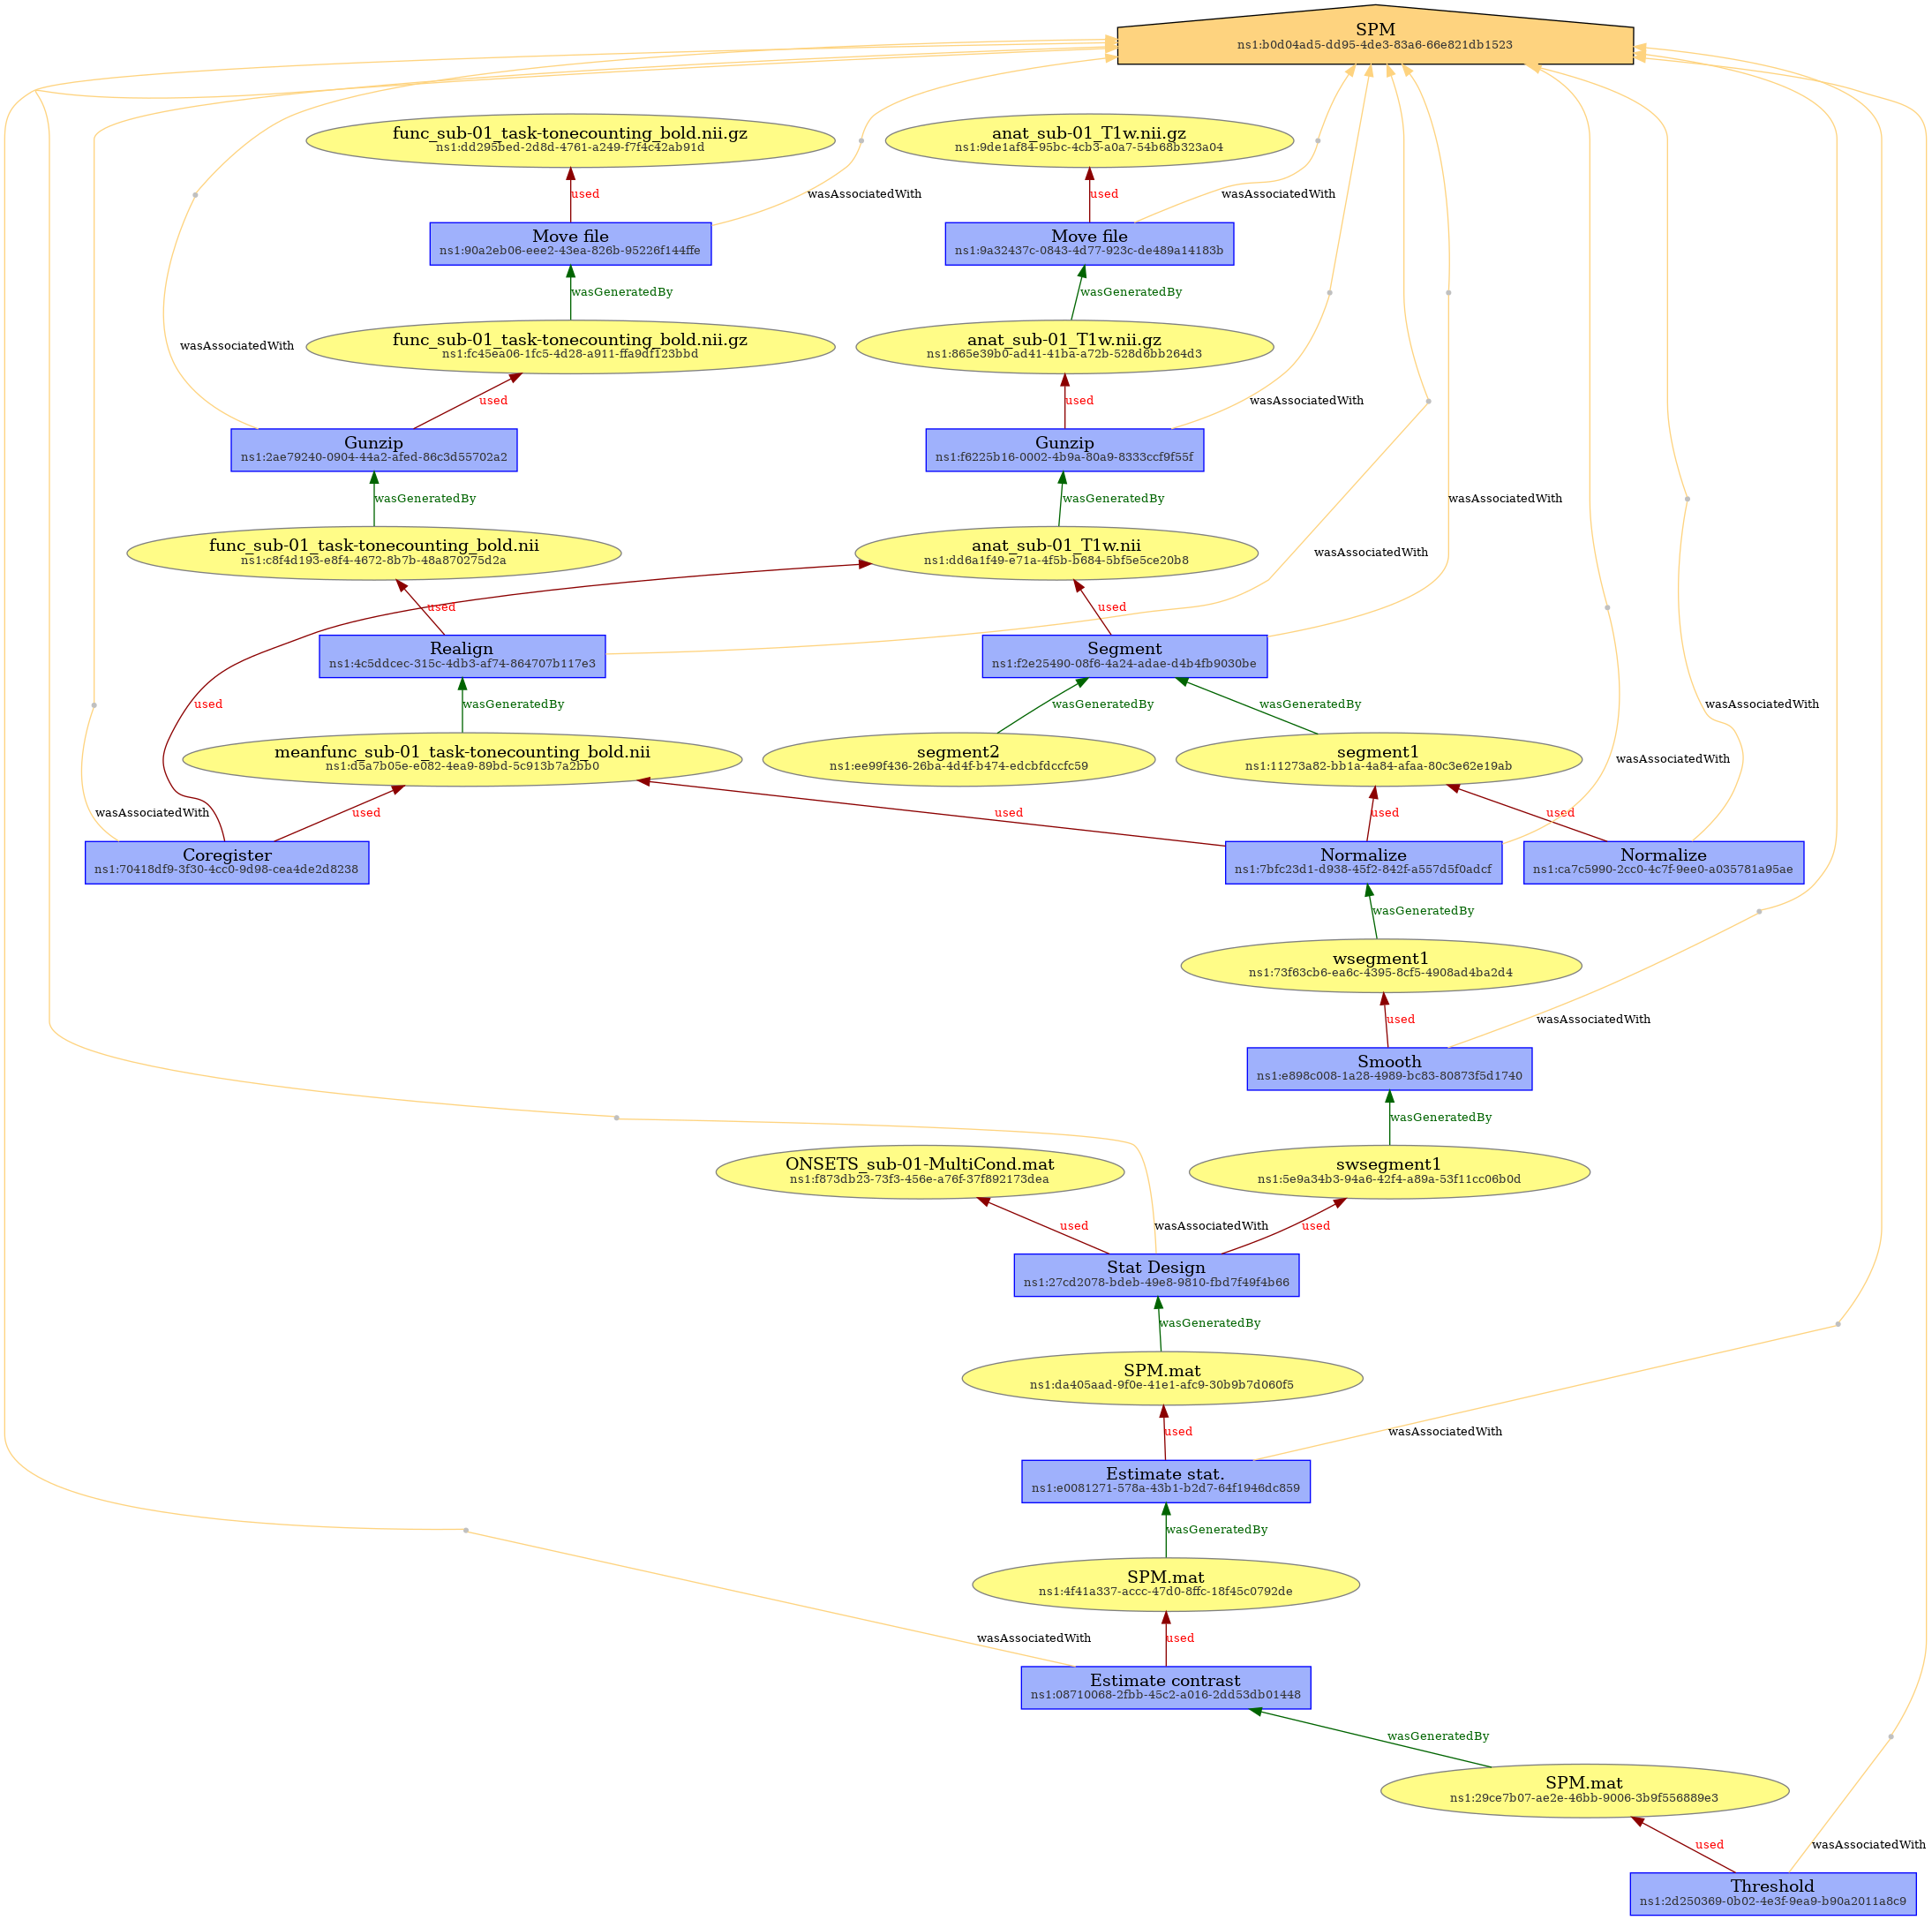 SPM
ns1:b0d04ad5-dd95-4de3-83a6-66e821db1523
func_sub-01_task-tonecounting_bold.nii.gz
ns1:dd295bed-2d8d-4761-a249-f7f4c42ab91d
anat_sub-01_T1w.nii.gz
ns1:9de1af84-95bc-4cb3-a0a7-54b68b323a04
used
wasAssociatedWith
used
wasAssociatedWith
Move file
ns1:90a2eb06-eee2-43ea-826b-95226f144ffe
Move file
ns1:9a32437c-0843-4d77-923c-de489a14183b
wasGeneratedBy
wasGeneratedBy
wasAssociatedWith
func_sub-01_task-tonecounting_bold.nii.gz
ns1:fc45ea06-1fc5-4d28-a911-ffa9df123bbd
anat_sub-01_T1w.nii.gz
ns1:865e39b0-ad41-41ba-a72b-528d6bb264d3
used
used
wasAssociatedWith
Gunzip
ns1:2ae79240-0904-44a2-afed-86c3d55702a2
Gunzip
ns1:f6225b16-0002-4b9a-80a9-8333ccf9f55f
wasGeneratedBy
wasGeneratedBy
wasAssociatedWith
func_sub-01_task-tonecounting_bold.nii
ns1:c8f4d193-e8f4-4672-8b7b-48a870275d2a
anat_sub-01_T1w.nii
ns1:dd6a1f49-e71a-4f5b-b684-5bf5e5ce20b8
wasAssociatedWith
used
used
Realign
ns1:4c5ddcec-315c-4db3-af74-864707b117e3
Segment
ns1:f2e25490-08f6-4a24-adae-d4b4fb9030be
used
wasGeneratedBy
wasGeneratedBy
wasGeneratedBy
wasAssociatedWith
meanfunc_sub-01_task-tonecounting_bold.nii
ns1:d5a7b05e-e082-4ea9-89bd-5c913b7a2bb0
segment2
ns1:ee99f436-26ba-4d4f-b474-edcbfdccfc59
segment1
ns1:11273a82-bb1a-4a84-afaa-80c3e62e19ab
wasAssociatedWith
wasAssociatedWith
used
used
used
used
Coregister
ns1:70418df9-3f30-4cc0-9d98-cea4de2d8238
Normalize
ns1:7bfc23d1-d938-45f2-842f-a557d5f0adcf
Normalize
ns1:ca7c5990-2cc0-4c7f-9ee0-a035781a95ae
wasGeneratedBy
wsegment1
ns1:73f63cb6-ea6c-4395-8cf5-4908ad4ba2d4
used
wasAssociatedWith
Smooth
ns1:e898c008-1a28-4989-bc83-80873f5d1740
wasGeneratedBy
ONSETS_sub-01-MultiCond.mat
ns1:f873db23-73f3-456e-a76f-37f892173dea
swsegment1
ns1:5e9a34b3-94a6-42f4-a89a-53f11cc06b0d
used
wasAssociatedWith
used
Stat Design
ns1:27cd2078-bdeb-49e8-9810-fbd7f49f4b66
wasGeneratedBy
SPM.mat
ns1:da405aad-9f0e-41e1-afc9-30b9b7d060f5
used
wasAssociatedWith
Estimate stat.
ns1:e0081271-578a-43b1-b2d7-64f1946dc859
wasGeneratedBy
SPM.mat
ns1:4f41a337-accc-47d0-8ffc-18f45c0792de
wasAssociatedWith
used
Estimate contrast
ns1:08710068-2fbb-45c2-a016-2dd53db01448
wasGeneratedBy
SPM.mat
ns1:29ce7b07-ae2e-46bb-9006-3b9f556889e3
used
wasAssociatedWith
Threshold
ns1:2d250369-0b02-4e3f-9ea9-b90a2011a8c9